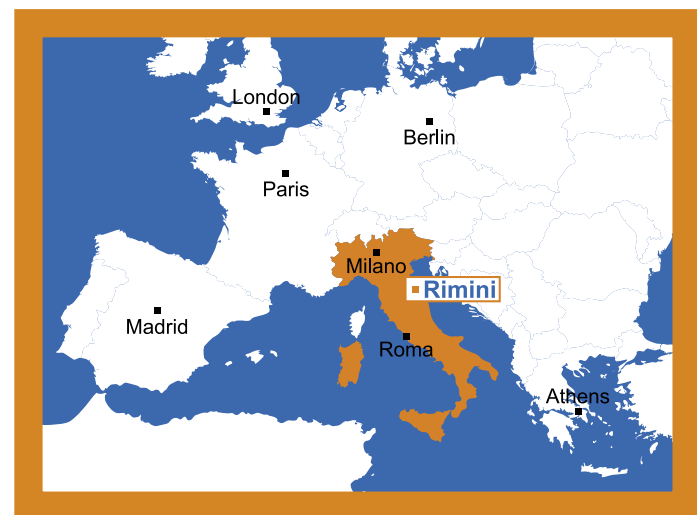 London
Berlin
Paris
Milano
Rimini
Madrid
Roma
Athens